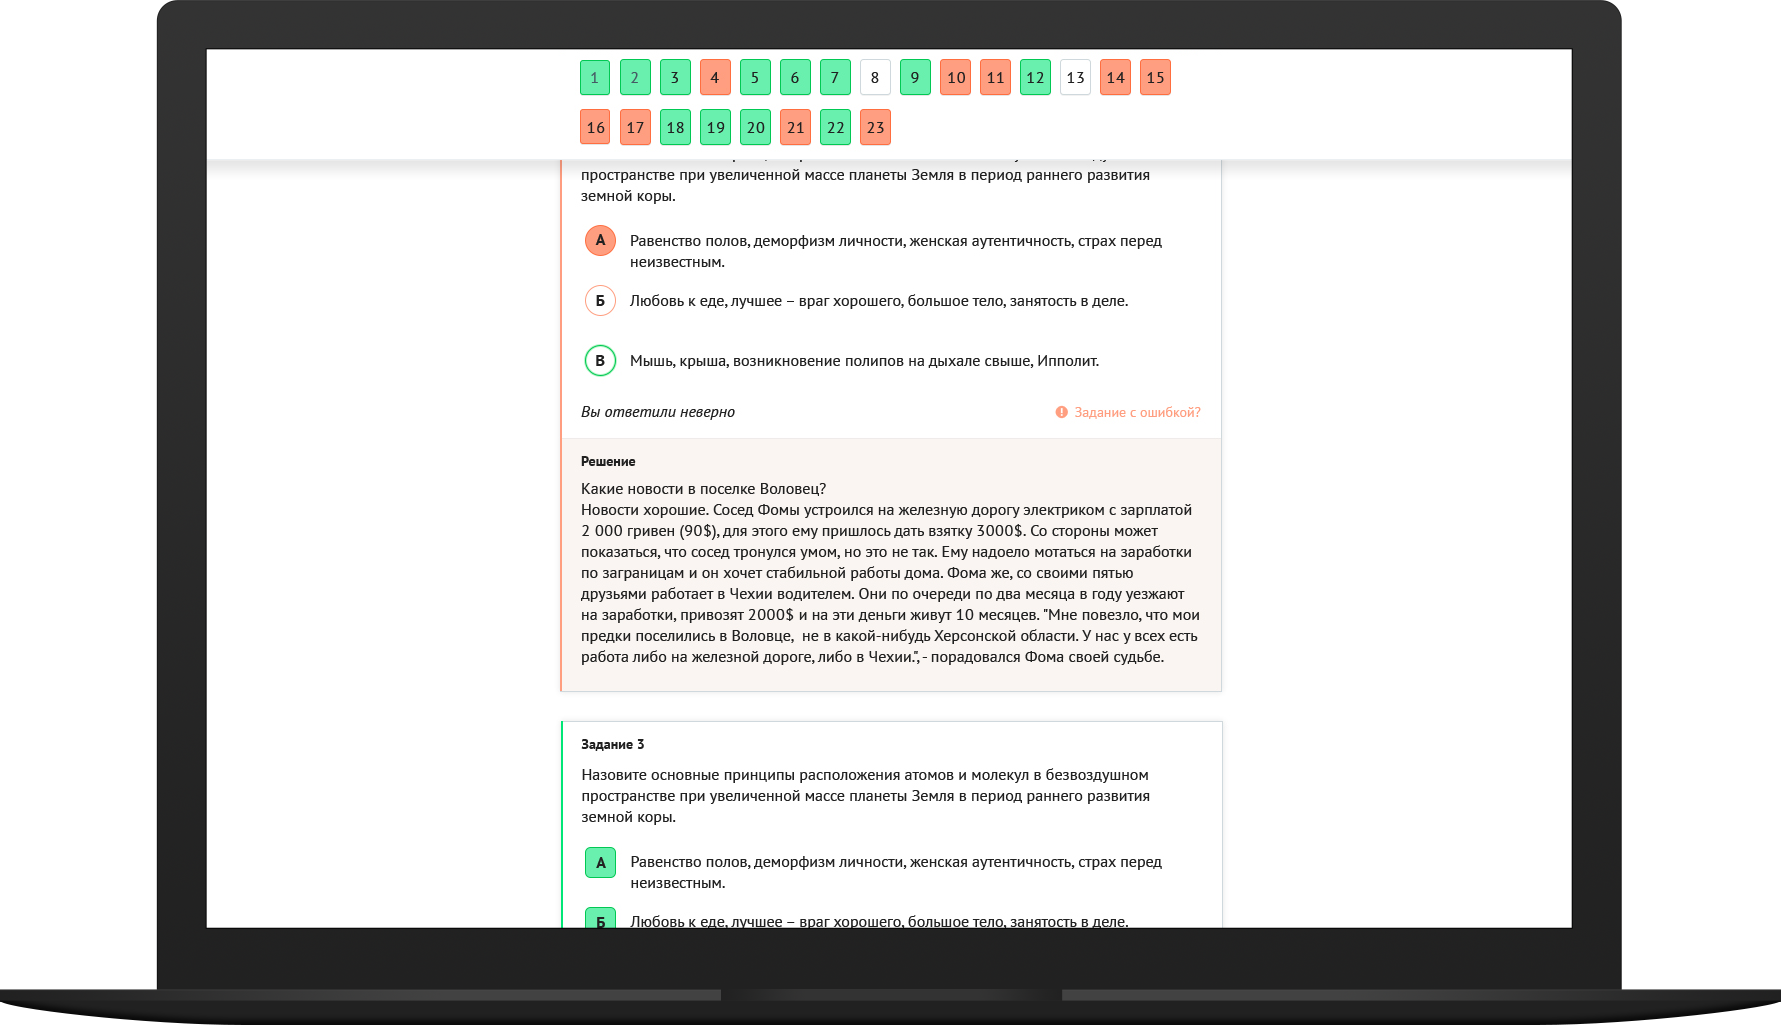 1 2 3 4 5 6 7 8 9 10 11 12 13 14 15
16 17 18 19 20 21 22 23
пространстве при увеличенной массе планеты Земля в период раннего развития
земной коры.
А Равенство полов, деморфизм личности, женская аутентичность, страх перед
неизвестным.
Б Любовь к еде, лучшее – враг хорошего, большое тело, занятость в деле.
В Мышь, крыша, возникновение полипов на дыхале свыше, Ипполит.
Вы ответили неверно
Задание с ошибкой?
Решение
Какие новости в поселке Воловец?
Новости хорошие. Сосед Фомы устроился на железную дорогу электриком с зарплатой
2 000 гривен (90$), для этого ему пришлось дать взятку 3000$. Со стороны может
показаться, что сосед тронулся умом, но это не так. Ему надоело мотаться на заработки
по заграницам и он хочет стабильной работы дома. Фома же, со своими пятью
друзьями работает в Чехии водителем. Они по очереди по два месяца в году уезжают
на заработки, привозят 2000$ и на эти деньги живут 10 месяцев. "Мне повезло, что мои
предки поселились в Воловце,  не в какой-нибудь Херсонской области. У нас у всех есть
работа либо на железной дороге, либо в Чехии.", - порадовался Фома своей судьбе.
Задание 3
Назовите основные принципы расположения атомов и молекул в безвоздушном
пространстве при увеличенной массе планеты Земля в период раннего развития
земной коры.
А Равенство полов, деморфизм личности, женская аутентичность, страх перед
неизвестным.
Б Любовь к еде, лучшее – враг хорошего, большое тело, занятость в деле.